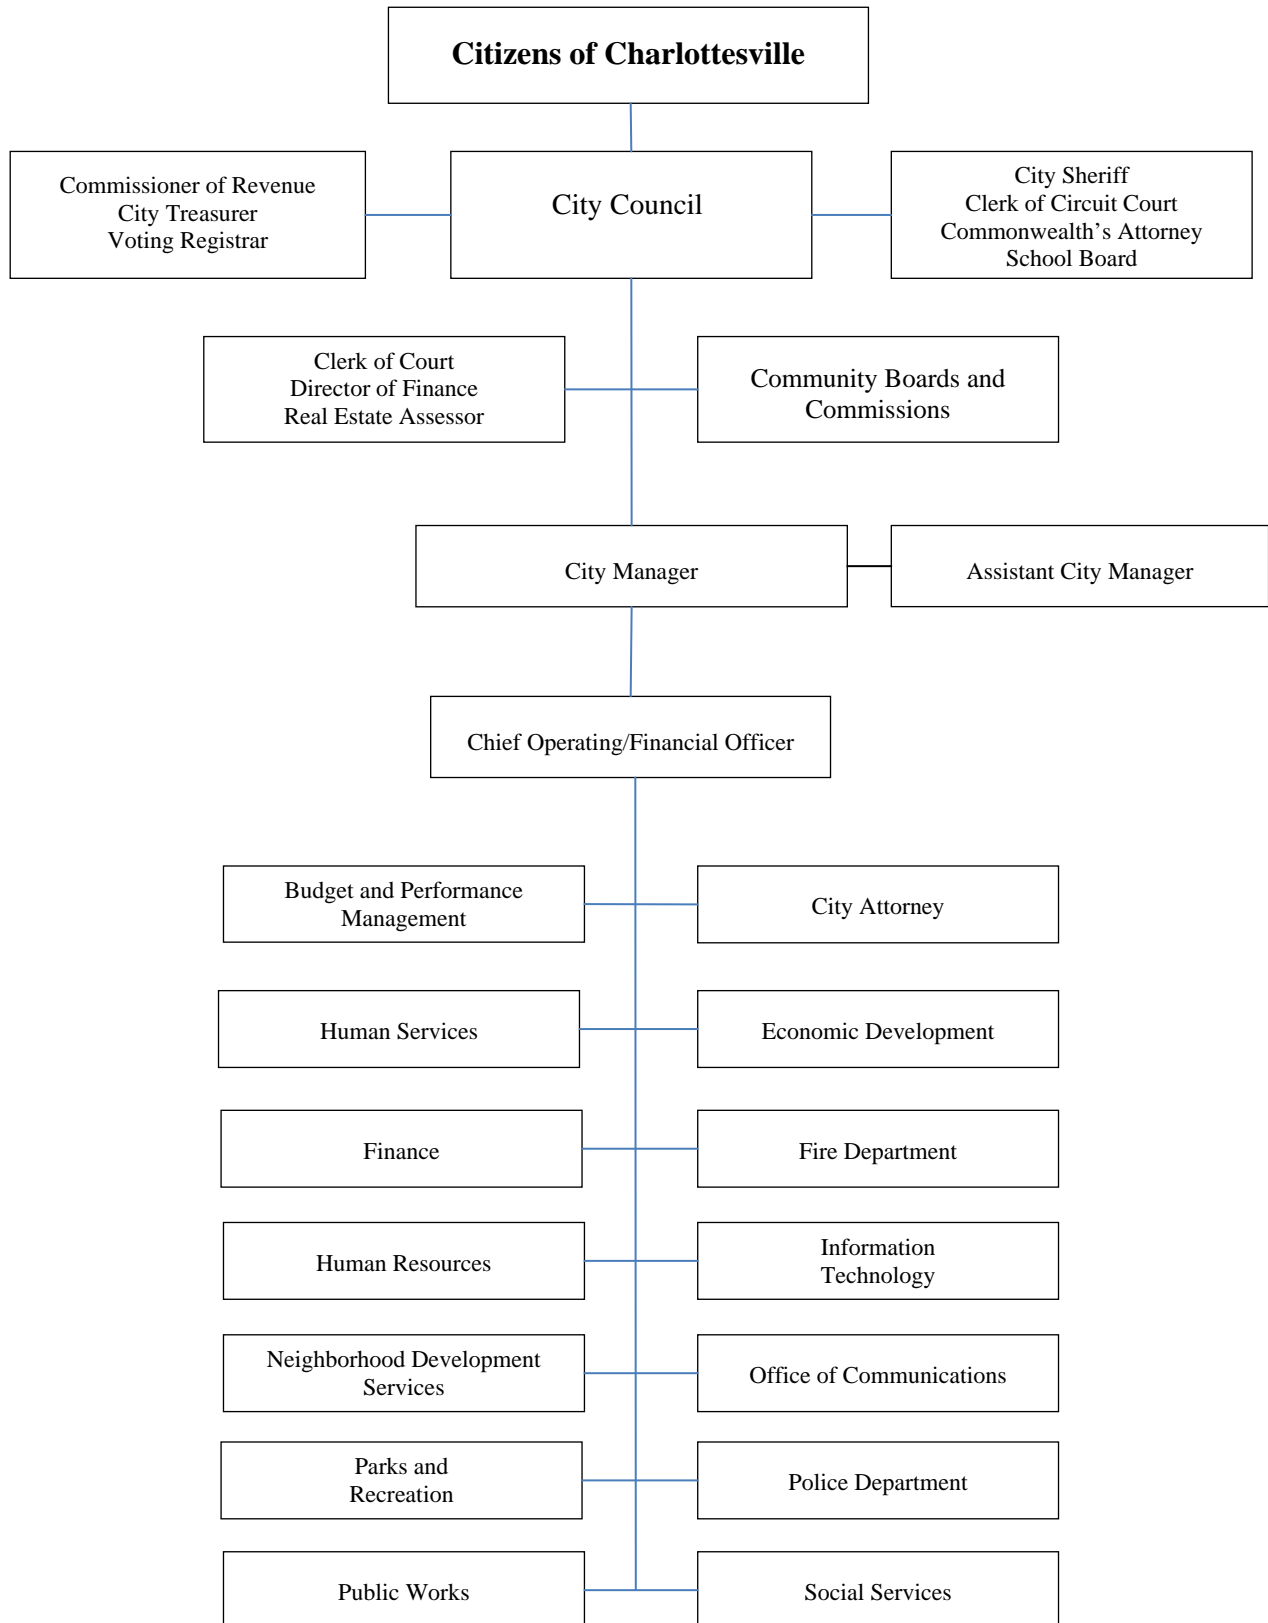 Citizens of Charlottesville
Commissioner of Revenue
City Treasurer
Voting Registrar
City Council
City Sheriff
Clerk of Circuit Court
Commonwealth’s Attorney
School Board
Clerk of Court
Director of Finance
Real Estate Assessor
Community Boards and
Commissions
City Manager
Assistant City Manager
Chief Operating/Financial Officer
Budget and Performance
Management
City Attorney
Human Services
Economic Development
Finance
Fire Department
Human Resources
Information
Technology
Neighborhood Development
Services
Office of Communications
Parks and
Recreation
Police Department
Public Works
Social Services